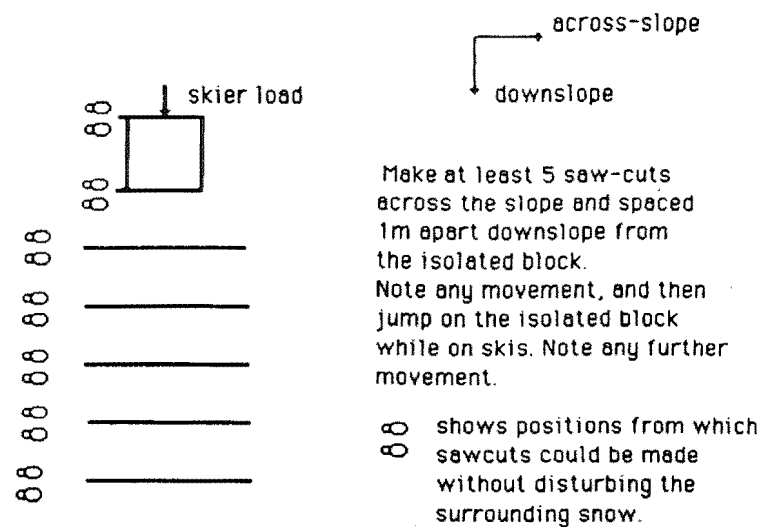 across-slope
downslope
skier load
Make at least 5 saw-cuts
across the slope and spaced
1m apart downslope from
the isolated block.
Note any movement, and then
jump on the isolated block
while on skis. Note any further
movement.
shows positions from which
sawcuts could be made
without disturbing the
surrounding snow.